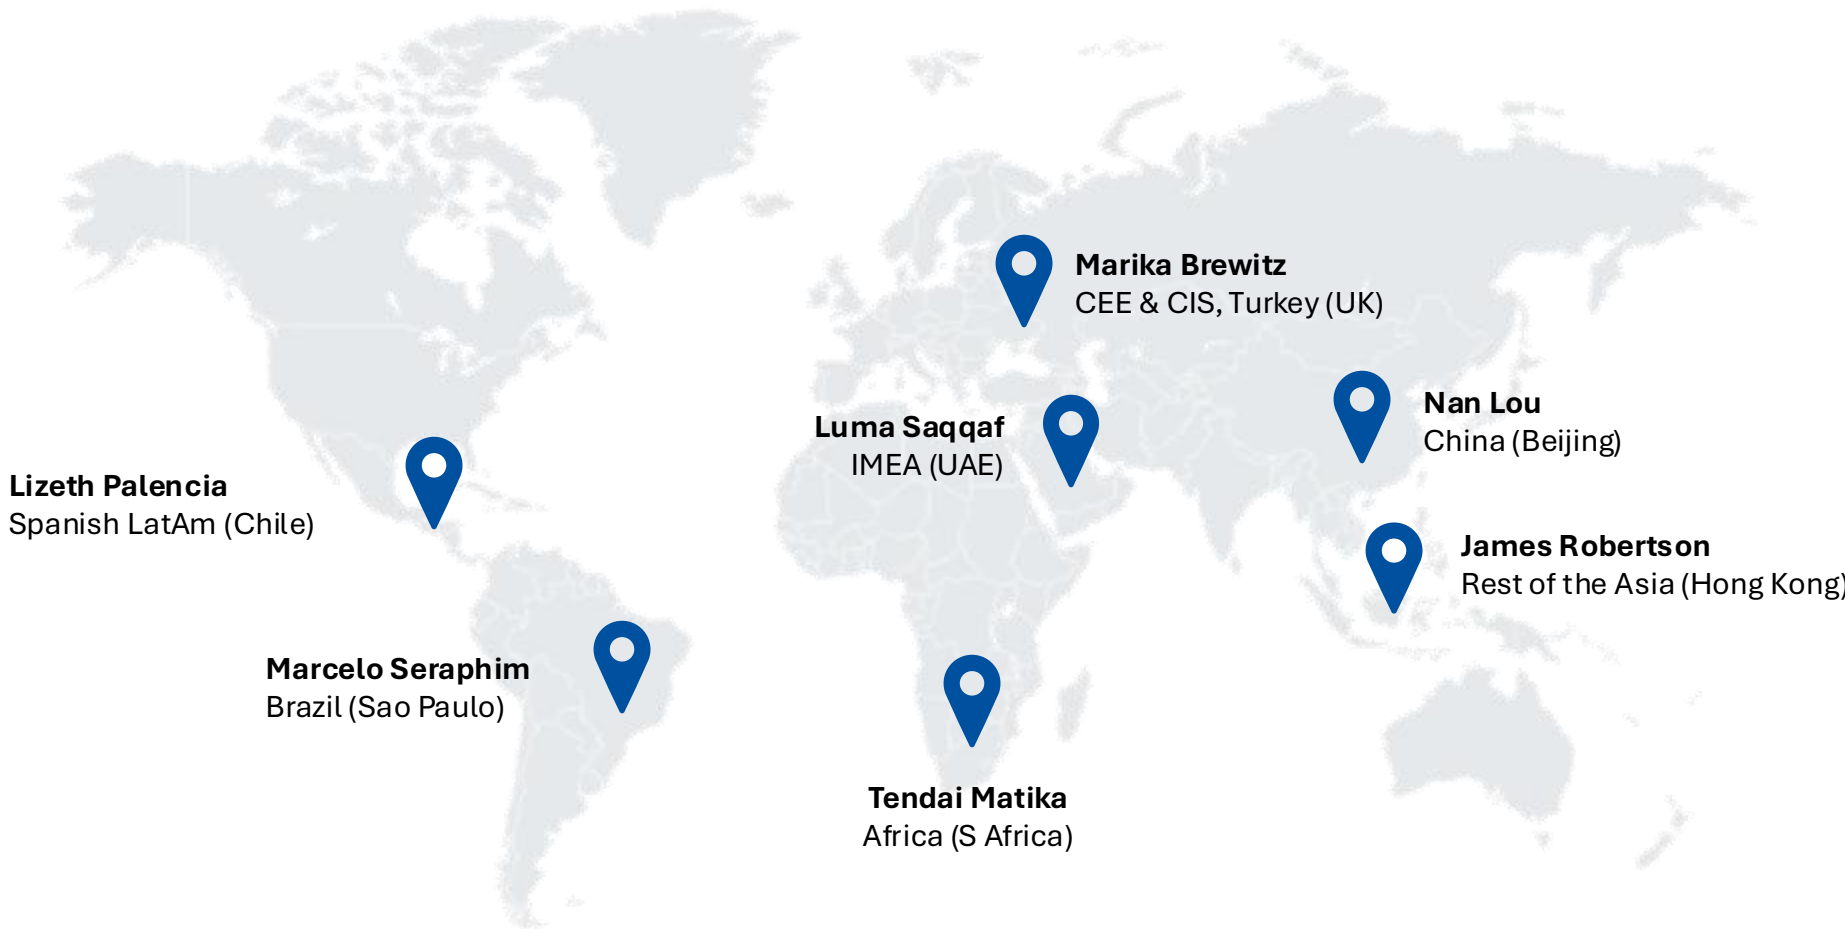 Marika Brewitz
CEE & CIS, Turkey (UK)
Nan Lou
China (Beijing)
Luma Saqqaf
IMEA (UAE)
Lizeth Palencia
Spanish LatAm (Chile)
James Robertson
Rest of the Asia (Hong Kong)
Marcelo Seraphim
Brazil (Sao Paulo)
Tendai Matika
Africa (S Africa)